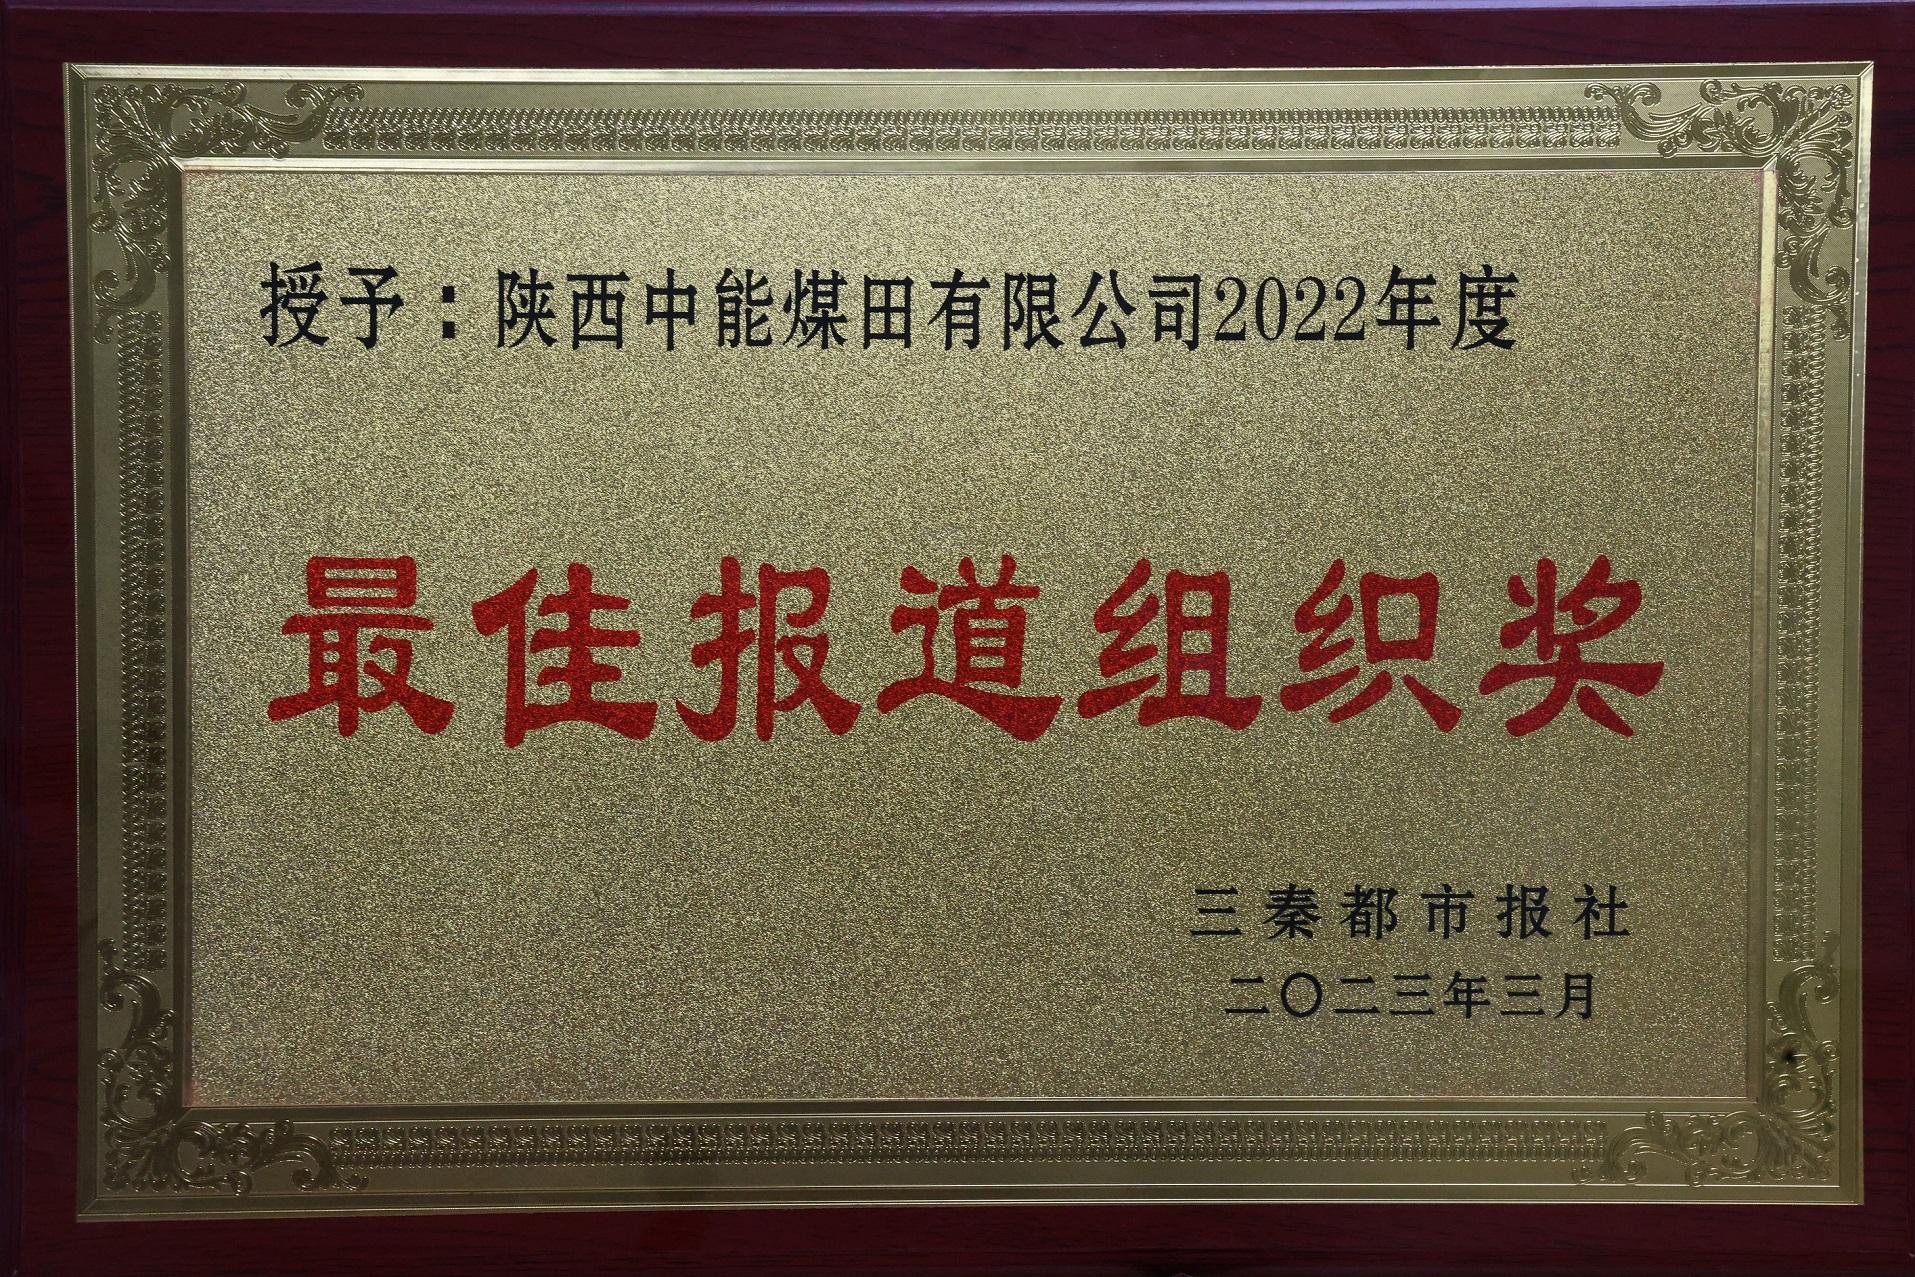 授予：陕西中能煤田有限公司2022年度
最佳报道组织奖
三秦都市报社
二〇二三年三月